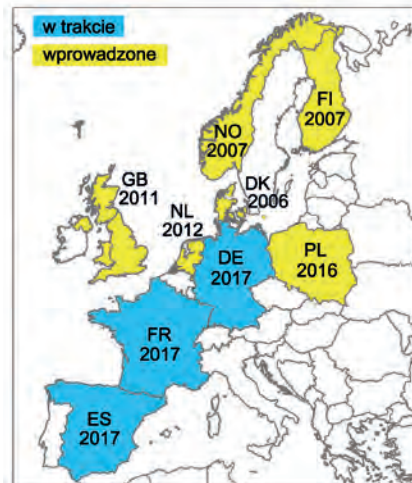 w trakcie
wprowadzone
FI
2007
NO
2007
GB
2011
DK
2006
NL
2012
DE
2017
PL
2016
FR
2017
ES
2017